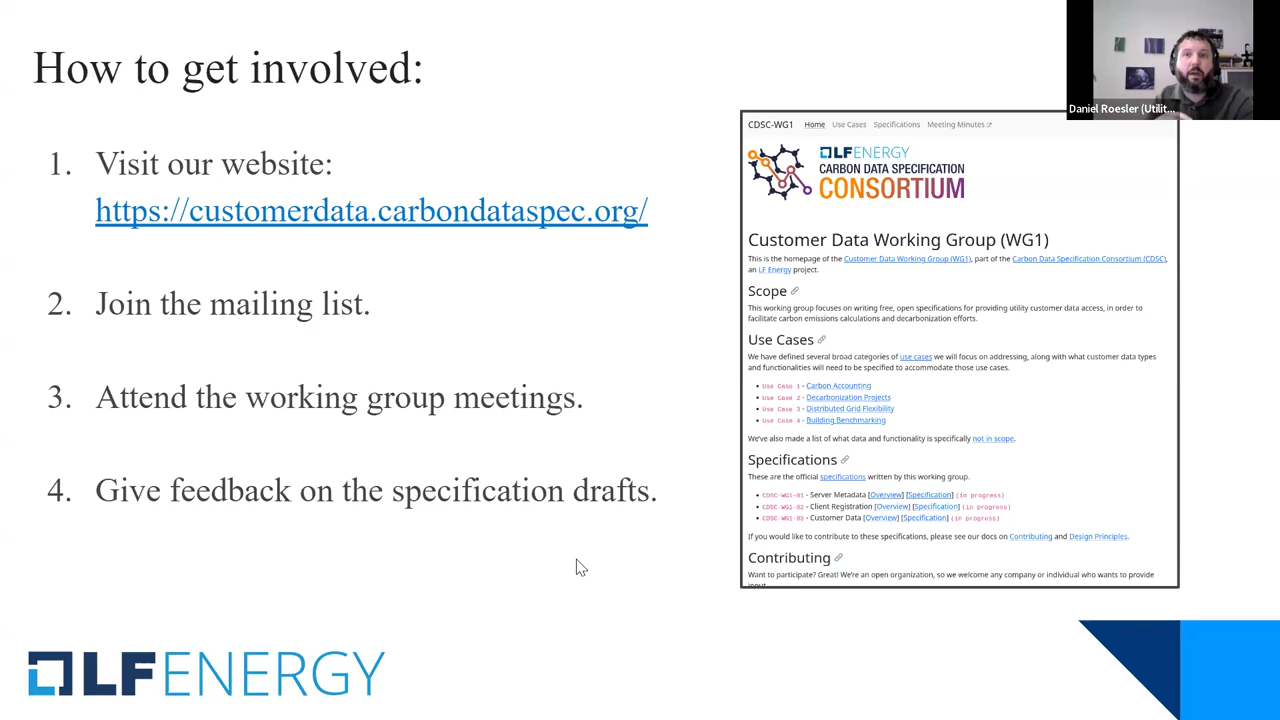 How to get involved:
1. Visit our website:
https://customerdata.carbondataspec.org/
2. Join the mailing list.
3. Attend the working group meetings.
4. Give feedback on the specification drafts.
LFENERGY
Daniel Roesler (Utilit...
CDSC-WG1 Home Use Cases Specifications Meeting Minutes
LFENERGY
CARBON DATA SPECIFICATION
CONSORTIUM
Customer Data Working Group (WG1)
This is the homepage of the Customer Data Working Group (WG1), part of the Carbon Data Specification Consortium (CDSC),
an LF Energy project.
Scope
This working group focuses on writing free, open specifications for providing utility customer data access, in order to
facilitate carbon emissions calculations and decarbonization efforts.
Use Cases
We have defined several broad categories of use cases we will focus on addressing, along with what customer data types
and functionalities will need to be specified to accommodate those use cases.
• Use Case 1 - Carbon Accounting
• Use Case 2 - Decarbonization Projects
• Use Case 3 - Distributed Grid Flexibility
• Use Case 4 - Building Benchmarking
We've also made a list of what data and functionality is specifically not in scope.
Specifications
These are the official specifications written by this working group.
• CDSC-WG1-01 - Server Metadata [Overview] [Specification] (in progress)
• CDSC-WG1-02 - Client Registration [Overview] [Specification] (in progress)
• CDSC-WG1-03 - Customer Data [Overview] [Specification] (in progress)
If you would like to contribute to these specifications, please see our docs on Contributing and Design Principles.
Contributing
Want to participate? Great! We're an open organization, so we welcome any company or individual who wants to provide
input.